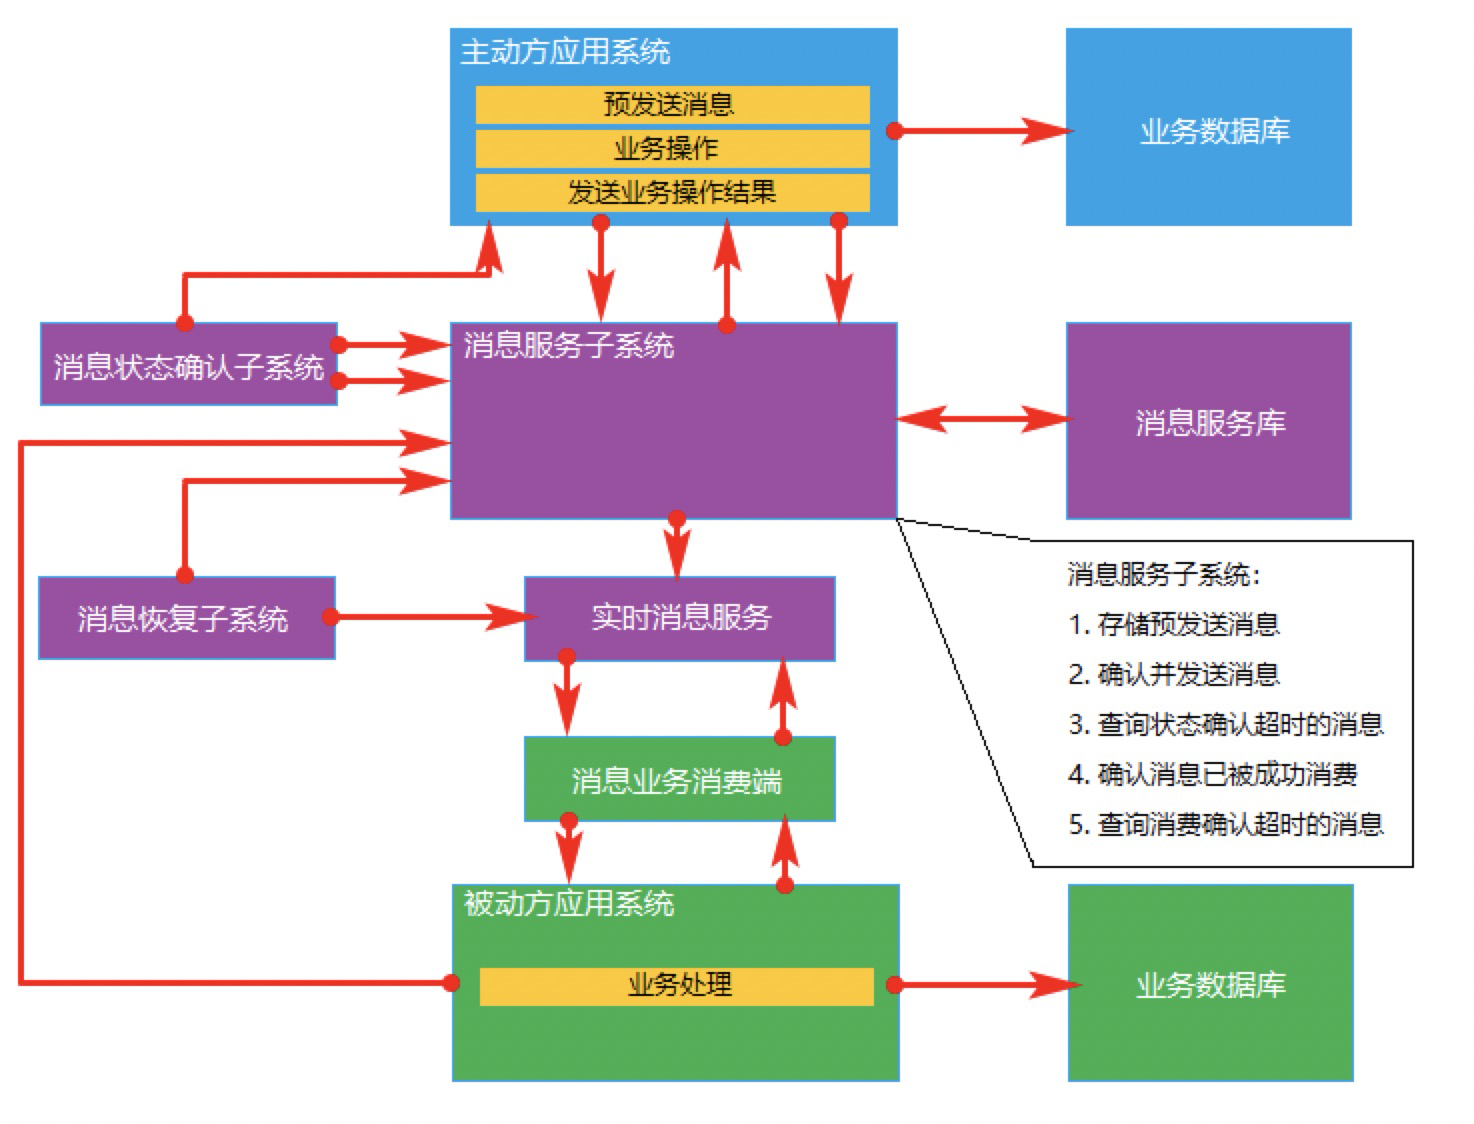 主动方应用系统
预发送消息
业务操作
发送业务操作结果
业务数据库
消息状态确认子系统
消息服务子系统
消息服务库
消息恢复子系统
实时消息服务
消息服务子系统：
1. 存储预发送消息
2. 确认并发送消息
3. 查询状态确认超时的消息
4. 确认消息已被成功消费
5. 查询消费确认超时的消息
消息业务消费端
被动方应用系统
业务处理
业务数据库